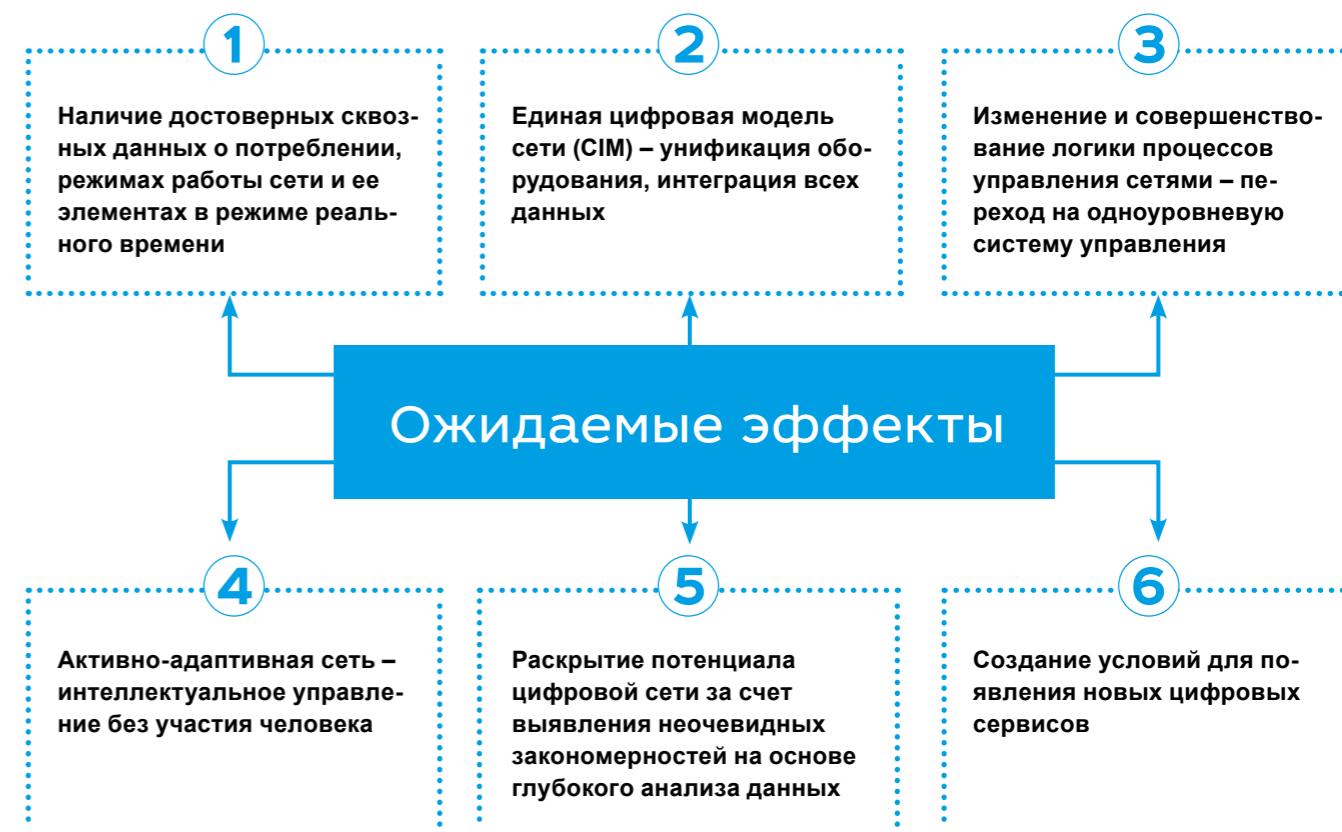 1
Наличие достоверных сквоз-
ных данных о потреблении,
режимах работы сети и ее
элементах в режиме реаль-
ного времени
2
Единая цифровая модель
сети (CIM) – унификация обо-
рудования, интеграция всех
данных
3
Изменение и совершенство-
вание логики процессов
управления сетями – пе-
реход на одноуровневую
систему управления
Ожидаемые эффекты
4
Активно-адаптивная сеть –
интеллектуальное управле-
ние без участия человека
5
Раскрытие потенциала
цифровой сети за счет
выявления неочевидных
закономерностей на основе
глубокого анализа данных
6
Создание условий для по-
явления новых цифровых
сервисов